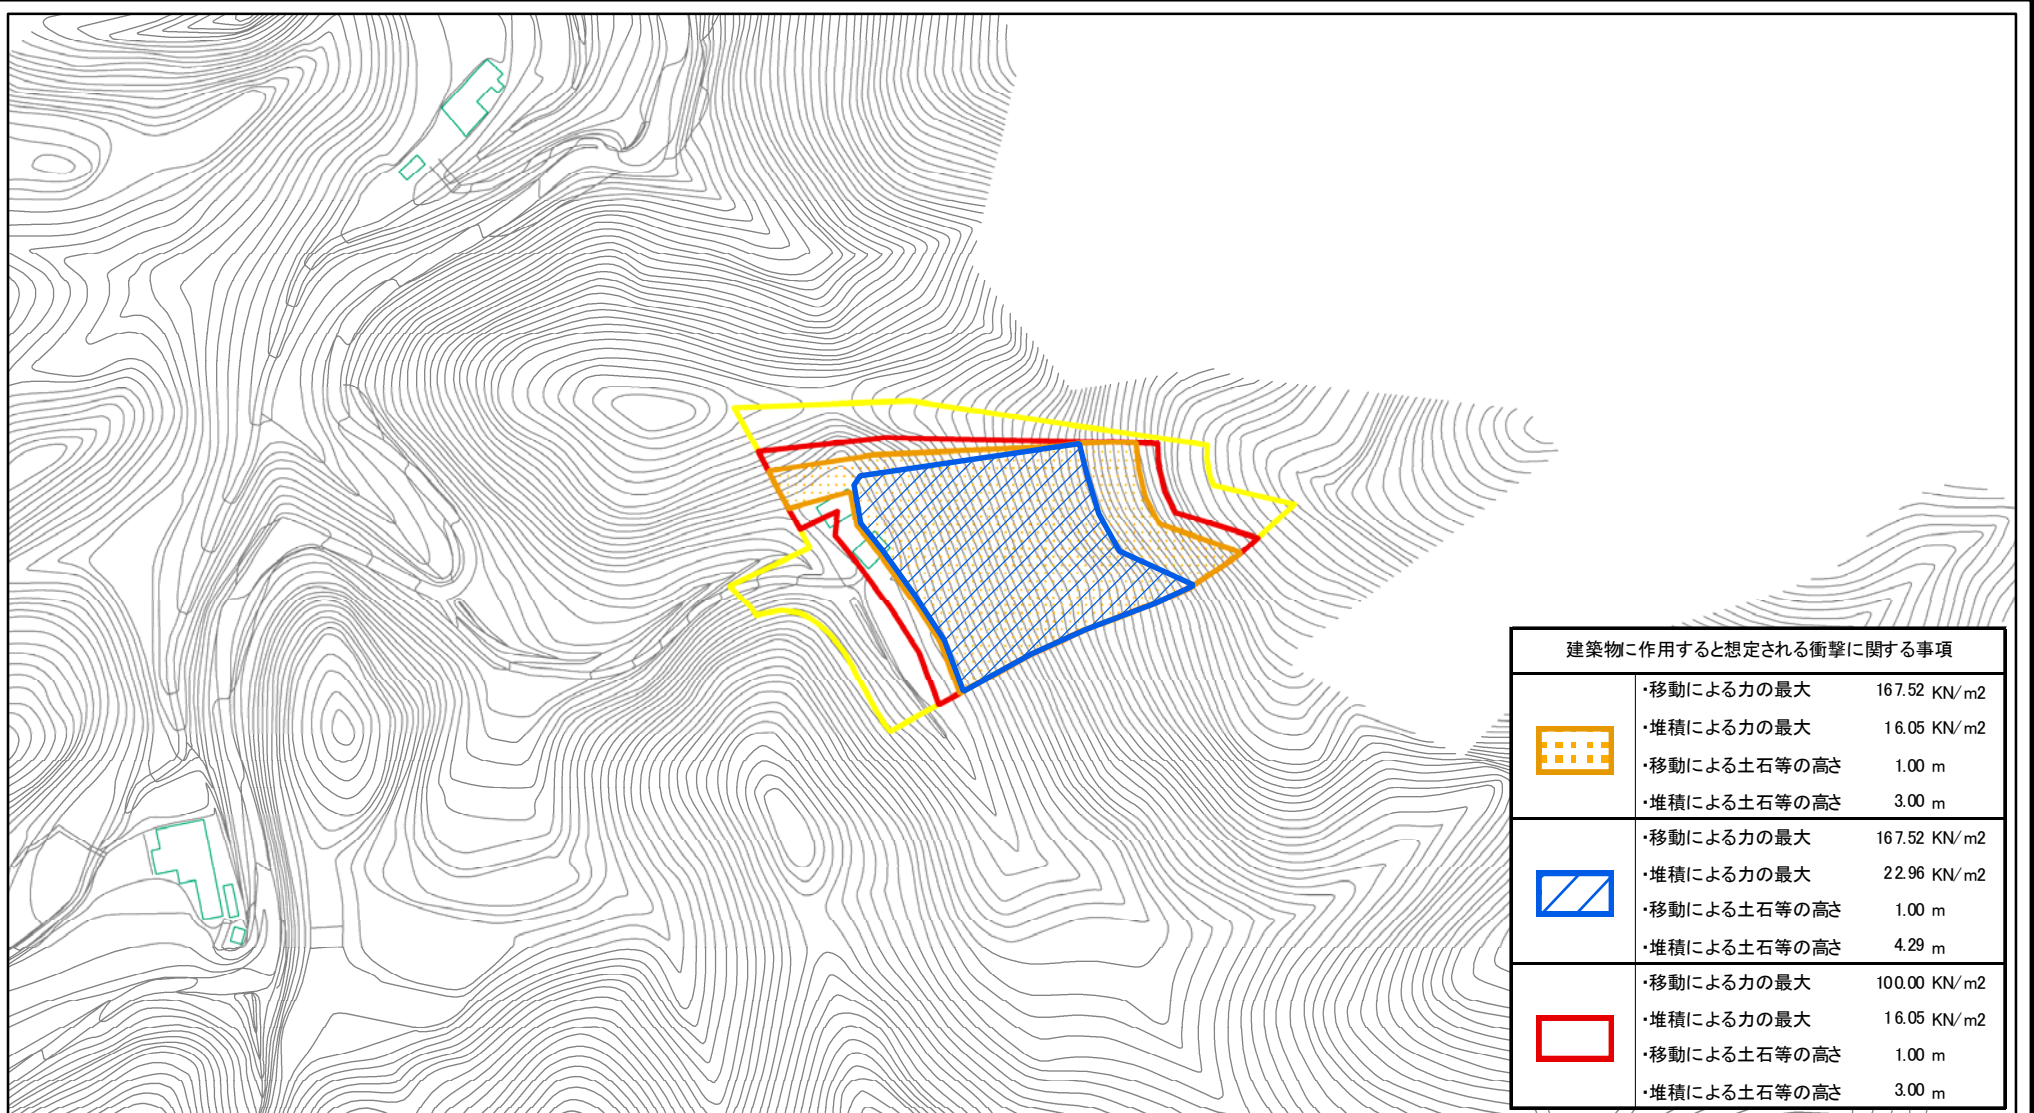 建築物に作用すると想定される衝撃に関する事項
・移動による力の最大 167.52 KN/m2
・堆積による力の最大 16.05 KN/m2
・移動による土石等の高さ 1.00 m
・堆積による土石等の高さ 3.00 m
・移動による力の最大 167.52 KN/m2
・堆積による力の最大 22.96 KN/m2
・移動による土石等の高さ 1.00 m
・堆積による土石等の高さ 4.29 m
・移動による力の最大 100.00 KN/m2
・堆積による力の最大 16.05 KN/m2
・移動による土石等の高さ 1.00 m
・堆積による土石等の高さ 3.00 m